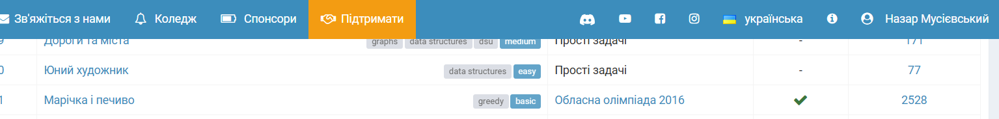 Зв'яжіться з нами Коледж Спонсори Підтримати українська Назар Мусієвський
9 Дороги та міста graphs data structures dsu medium Прості задачі - 171
0 Юний художник data structures easy Прості задачі - 77
1 Марічка і печиво greedy basic Обласна олімпіада 2016 2528